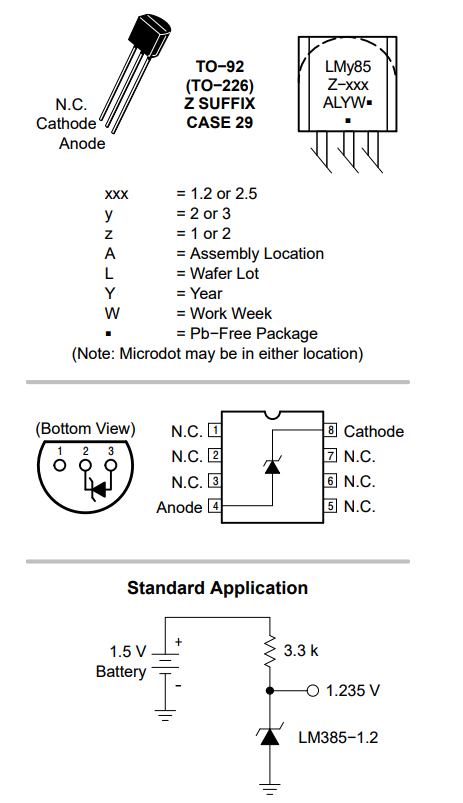 TO−92
(TO−226)
Z SUFFIX
CASE 29
N.C.
Cathode
Anode
LMy85
Z−xxx
ALYW▪
▪
xxx = 1.2 or 2.5
y = 2 or 3
z = 1 or 2
A = Assembly Location
L = Wafer Lot
Y = Year
W = Work Week
▪ = Pb−Free Package
(Note: Microdot may be in either location)
(Bottom View)
1 2 3
N.C. 1 8 Cathode
N.C. 2 7 N.C.
N.C. 3 6 N.C.
Anode 4 5 N.C.
Standard Application
1.5 V
Battery
+
-
3.3 k
1.235 V
LM385−1.2